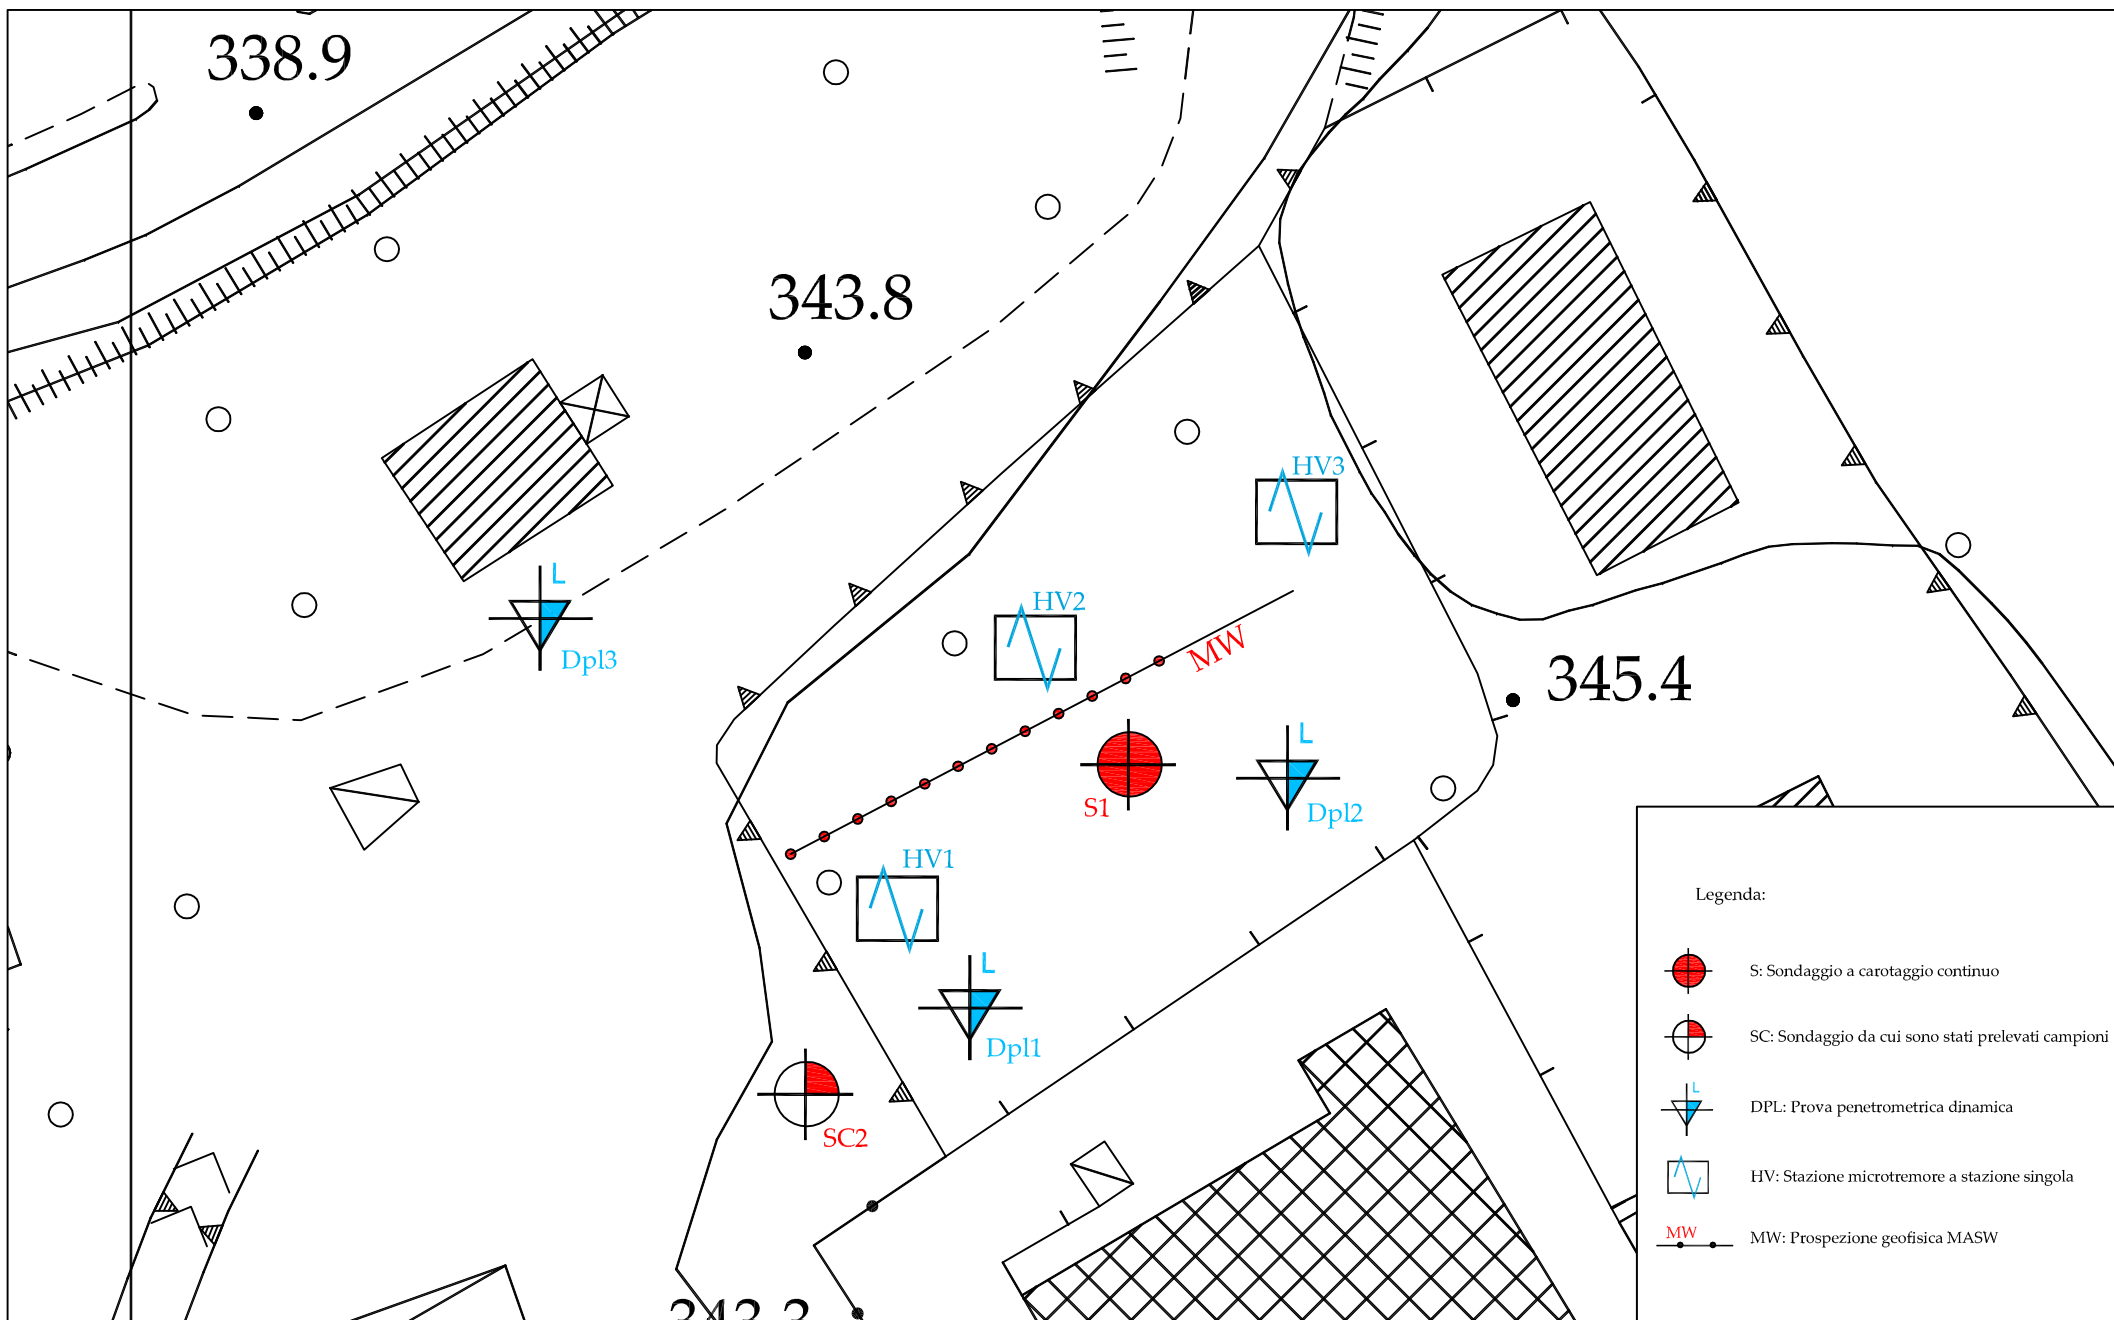 338.9
343.8
HV3
L
HV2
Dpl3
MW
345.4
L
S1
Dpl2
HV1
L
Dpl1
SC2
343.3
Legenda:
S: Sondaggio a carotaggio continuo
SC: Sondaggio da cui sono stati prelevati campioni
L
DPL: Prova penetrometrica dinamica
HV: Stazione microtremore a stazione singola
MW
MW: Prospezione geofisica MASW